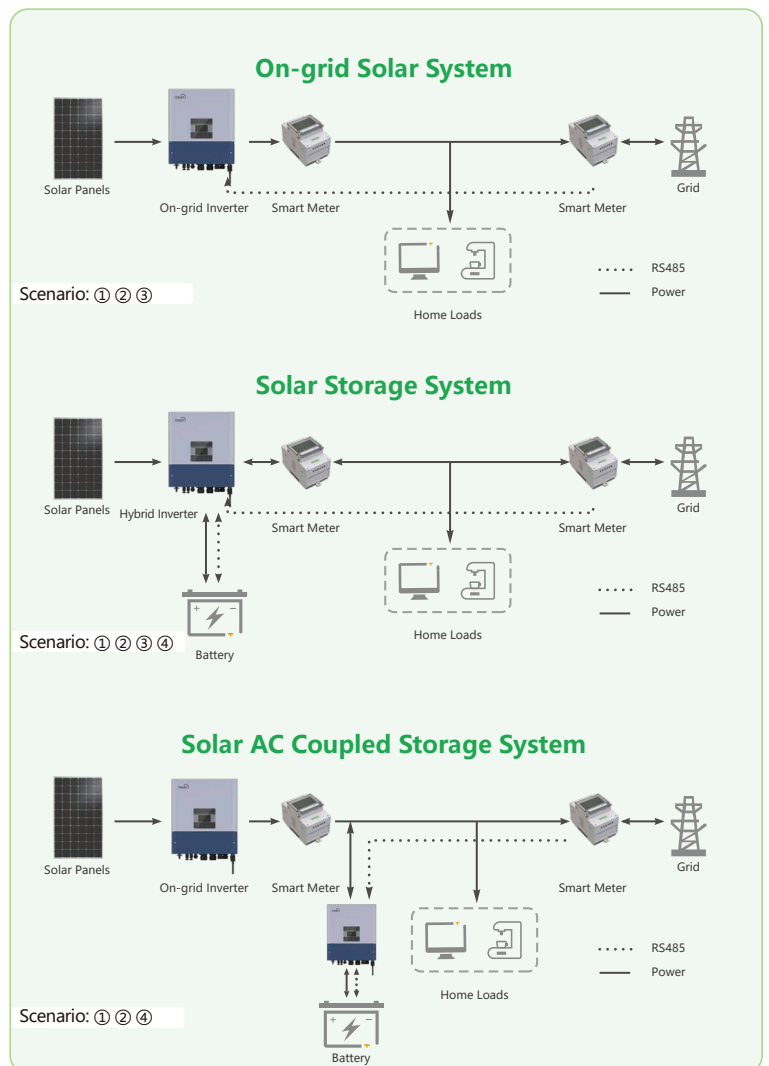 On-grid Solar System
Solar Panels
On-grid Inverter
Smart Meter
Smart Meter
Grid
RS485
Power
Home Loads
Scenario: ① ② ③
Solar Storage System
Solar Panels
Hybrid Inverter
Smart Meter
Smart Meter
Grid
RS485
Power
Home Loads
Scenario: ① ② ③ ④
+ −
Battery
Solar AC Coupled Storage System
Solar Panels
On-grid Inverter
Smart Meter
Smart Meter
Grid
RS485
Power
Home Loads
Scenario: ① ② ④
+ −
Battery